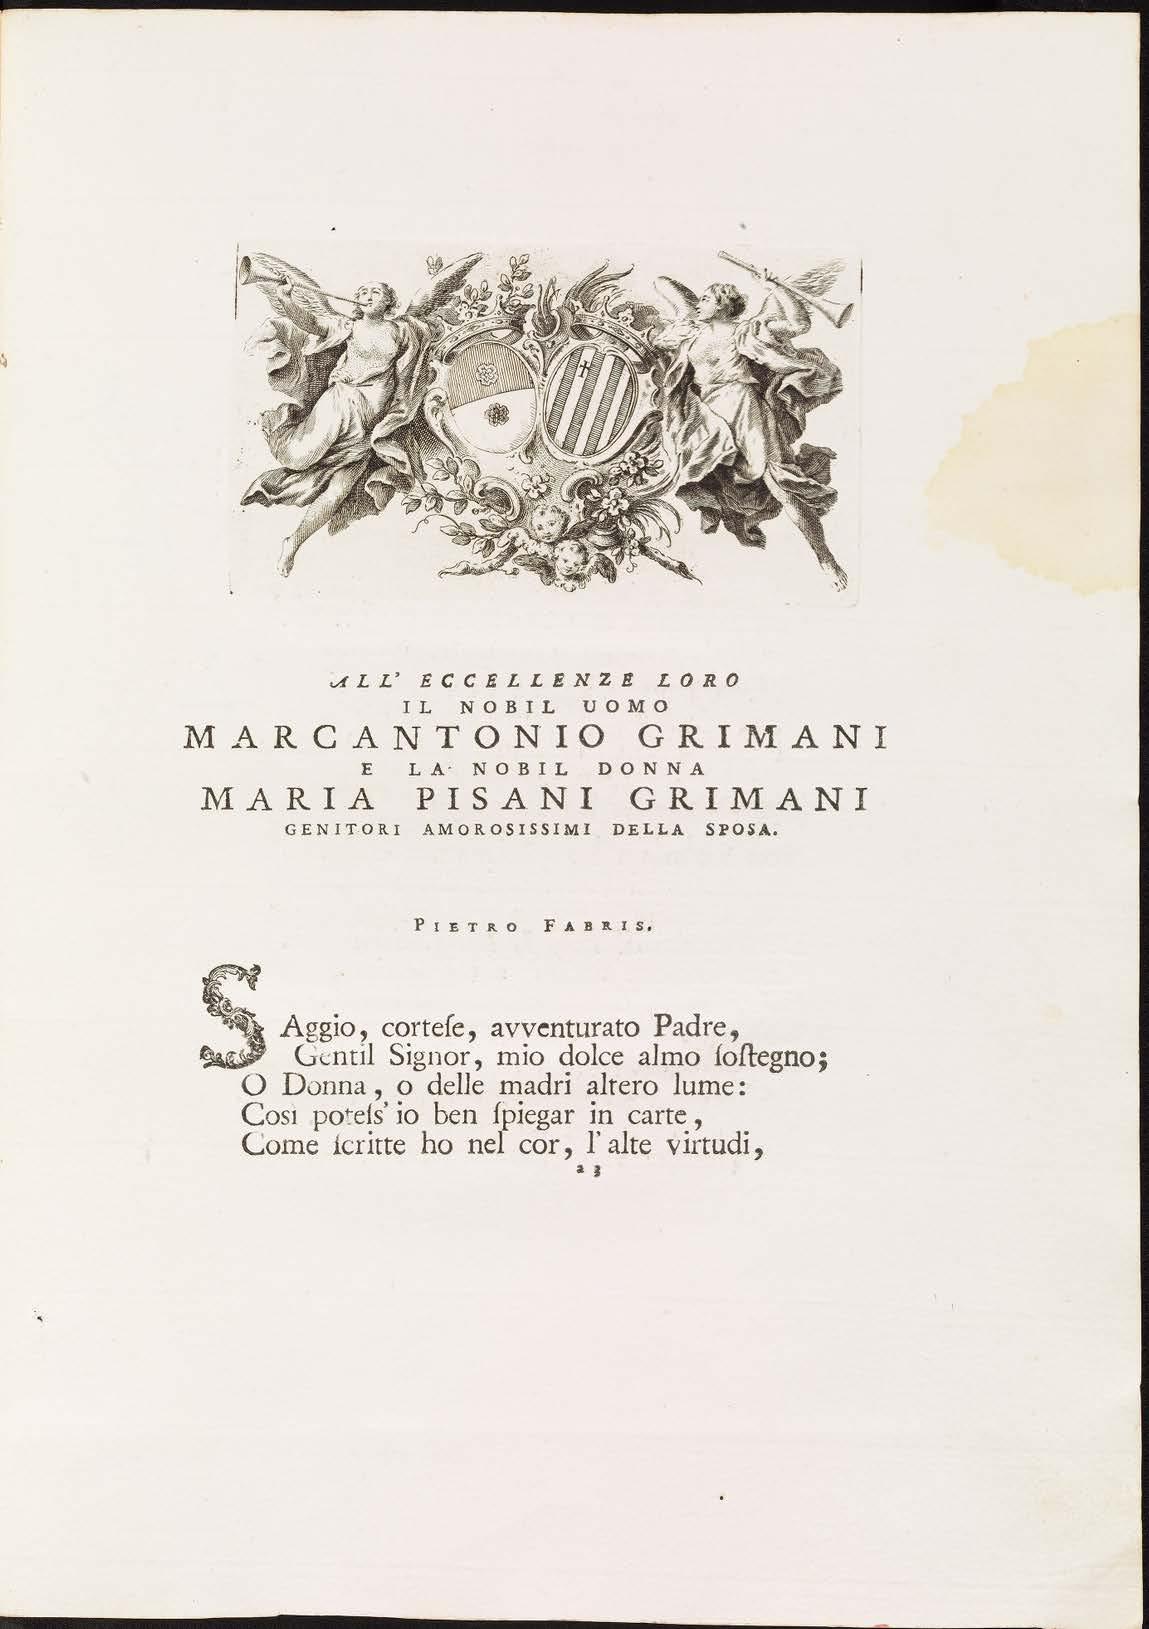 ALL' ECCELLENZE LORO
IL NOBIL UOMO
MARCANTONIO GRIMANI
E LA NOBIL DONNA
MARIA PISANI GRIMANI
GENITORI AMOROSISSIMI DELLA SPOSA.
PIETRO FABRIS.
SAggio, corteſe, avventurato Padre,
Gentil Signor, mio dolce almo ſoſtegno;
O Donna, o delle madri altero lume:
Così poteſs' io ben ſpiegar in carte,
Come ſcritte ho nel cor, l' alte virtudi,
a 3